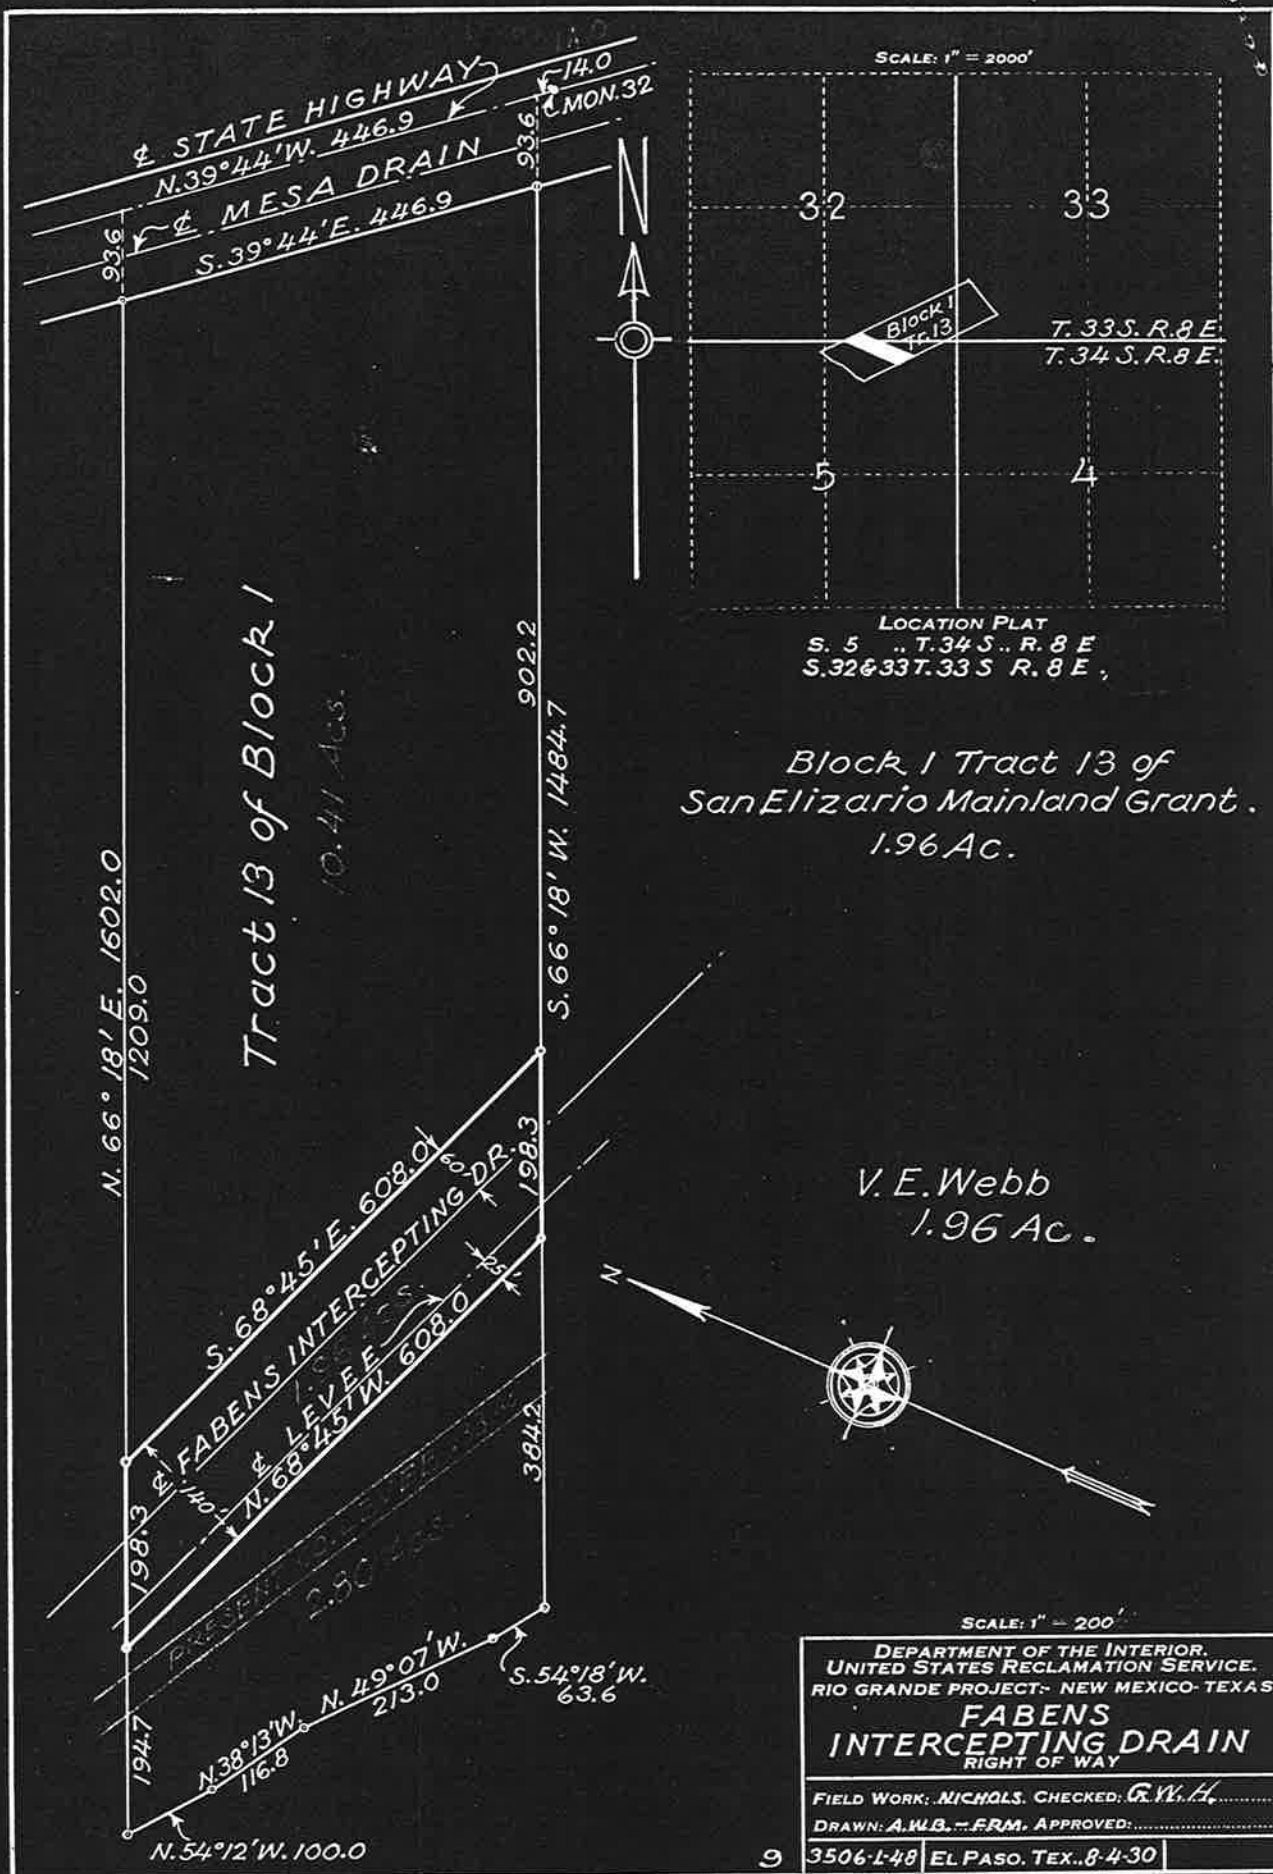 SCALE: 1" = 2000'
℄ STATE HIGHWAY
14.0
N.39°44'W. 446.9
℄ MON.32
93.6
℄ MESA DRAIN
93.6
S.39°44'E. 446.9
N
32
33
Block 1
Tr.13
T. 33 S. R.8 E.
T. 34 S. R.8 E.
5
4
LOCATION PLAT
S. 5 .. T.34 S.. R. 8 E
S.32&33 T.33 S R. 8 E.
Tract 13 of Block 1
10.41 Acs.
902.2
S.66°18'W. 1484.7
Block 1 Tract 13 of
San Elizario Mainland Grant.
1.96 Ac.
N.66°18'E. 1602.0
1209.0
S.68°45'E. 608.0
60
℄ FABENS INTERCEPTING DR.
198.3
25'
℄ LEVEE
N.68°45'W. 608.0
140'
198.3
384.2
V.E.Webb
1.96 Ac.
N
PRESENT LEVEE
2.80 Acs.
194.7
N.38°13'W.
116.8
N. 49°07'W.
213.0
S.54°18'W.
63.6
N.54°12'W. 100.0
SCALE: 1" = 200'
DEPARTMENT OF THE INTERIOR.
UNITED STATES RECLAMATION SERVICE.
RIO GRANDE PROJECT:- NEW MEXICO-TEXAS
FABENS
INTERCEPTING DRAIN
RIGHT OF WAY
FIELD WORK: NICHOLS. CHECKED: G.W.H.
DRAWN: A.W.B.-F.R.M. APPROVED:
9
3506-L-48 EL PASO. TEX..8-4-30